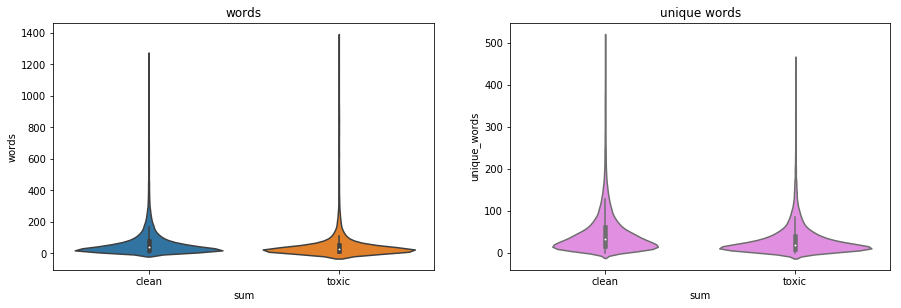 words
1400
1200
1000
800
600
400
200
0
words
clean
toxic
sum
unique words
500
400
300
200
100
0
unique_words
clean
toxic
sum